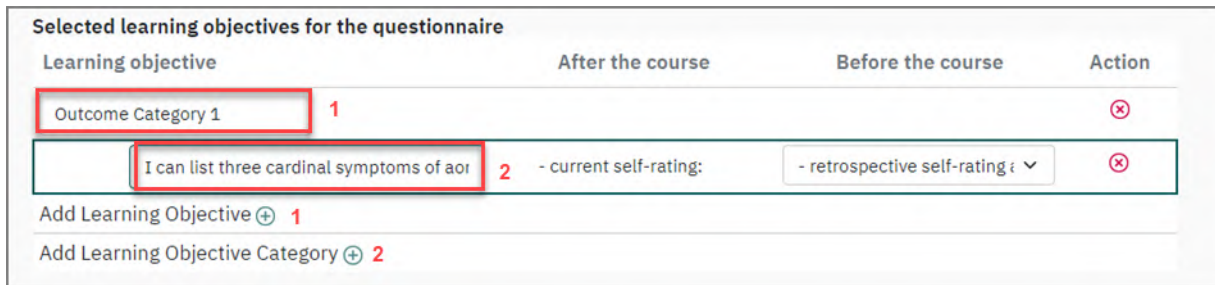 Selected learning objectives for the questionnaire
Learning objective After the course Before the course Action
Outcome Category 1 1
I can list three cardinal symptoms of aor 2 - current self-rating: - retrospective self-rating a
Add Learning Objective 1
Add Learning Objective Category 2